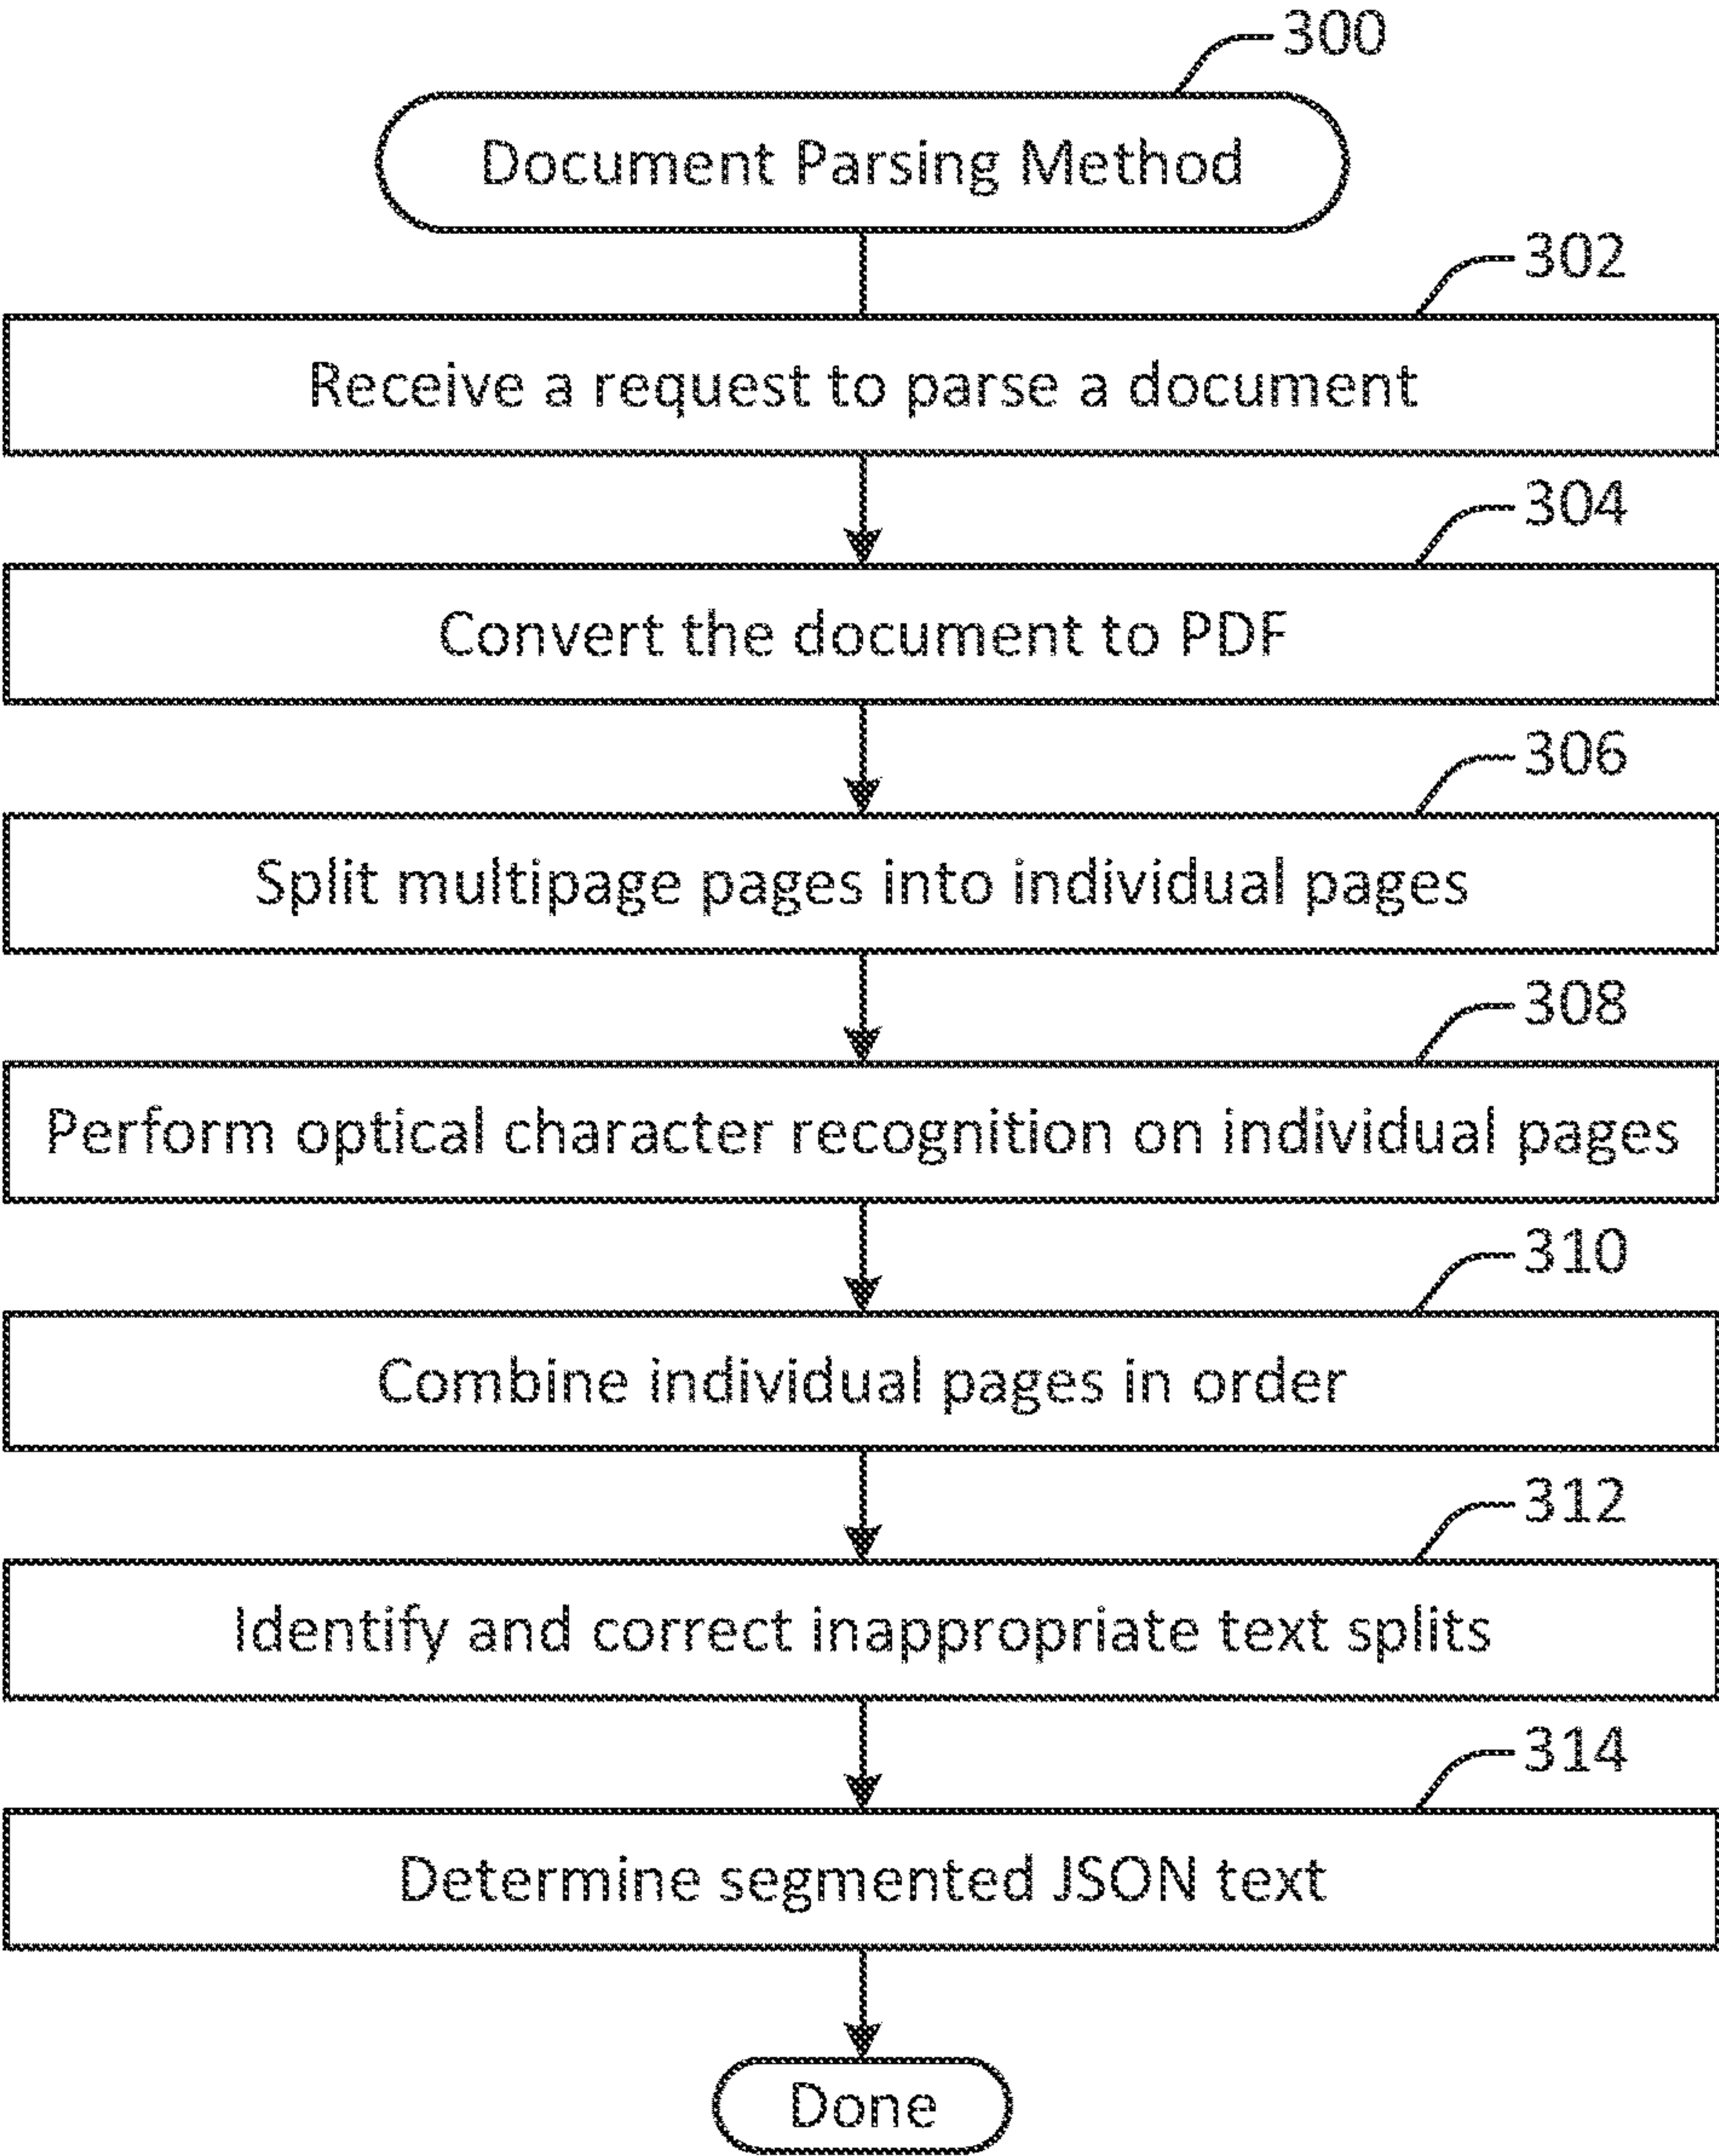 300
Document Parsing Method
302
Receive a request to parse a document
304
Convert the document to PDF
306
Split multipage pages into individual pages
308
Perform optical character recognition on individual pages
310
Combine individual pages in order
312
Identify and correct inappropriate text splits
314
Determine segmented JSON text
Done